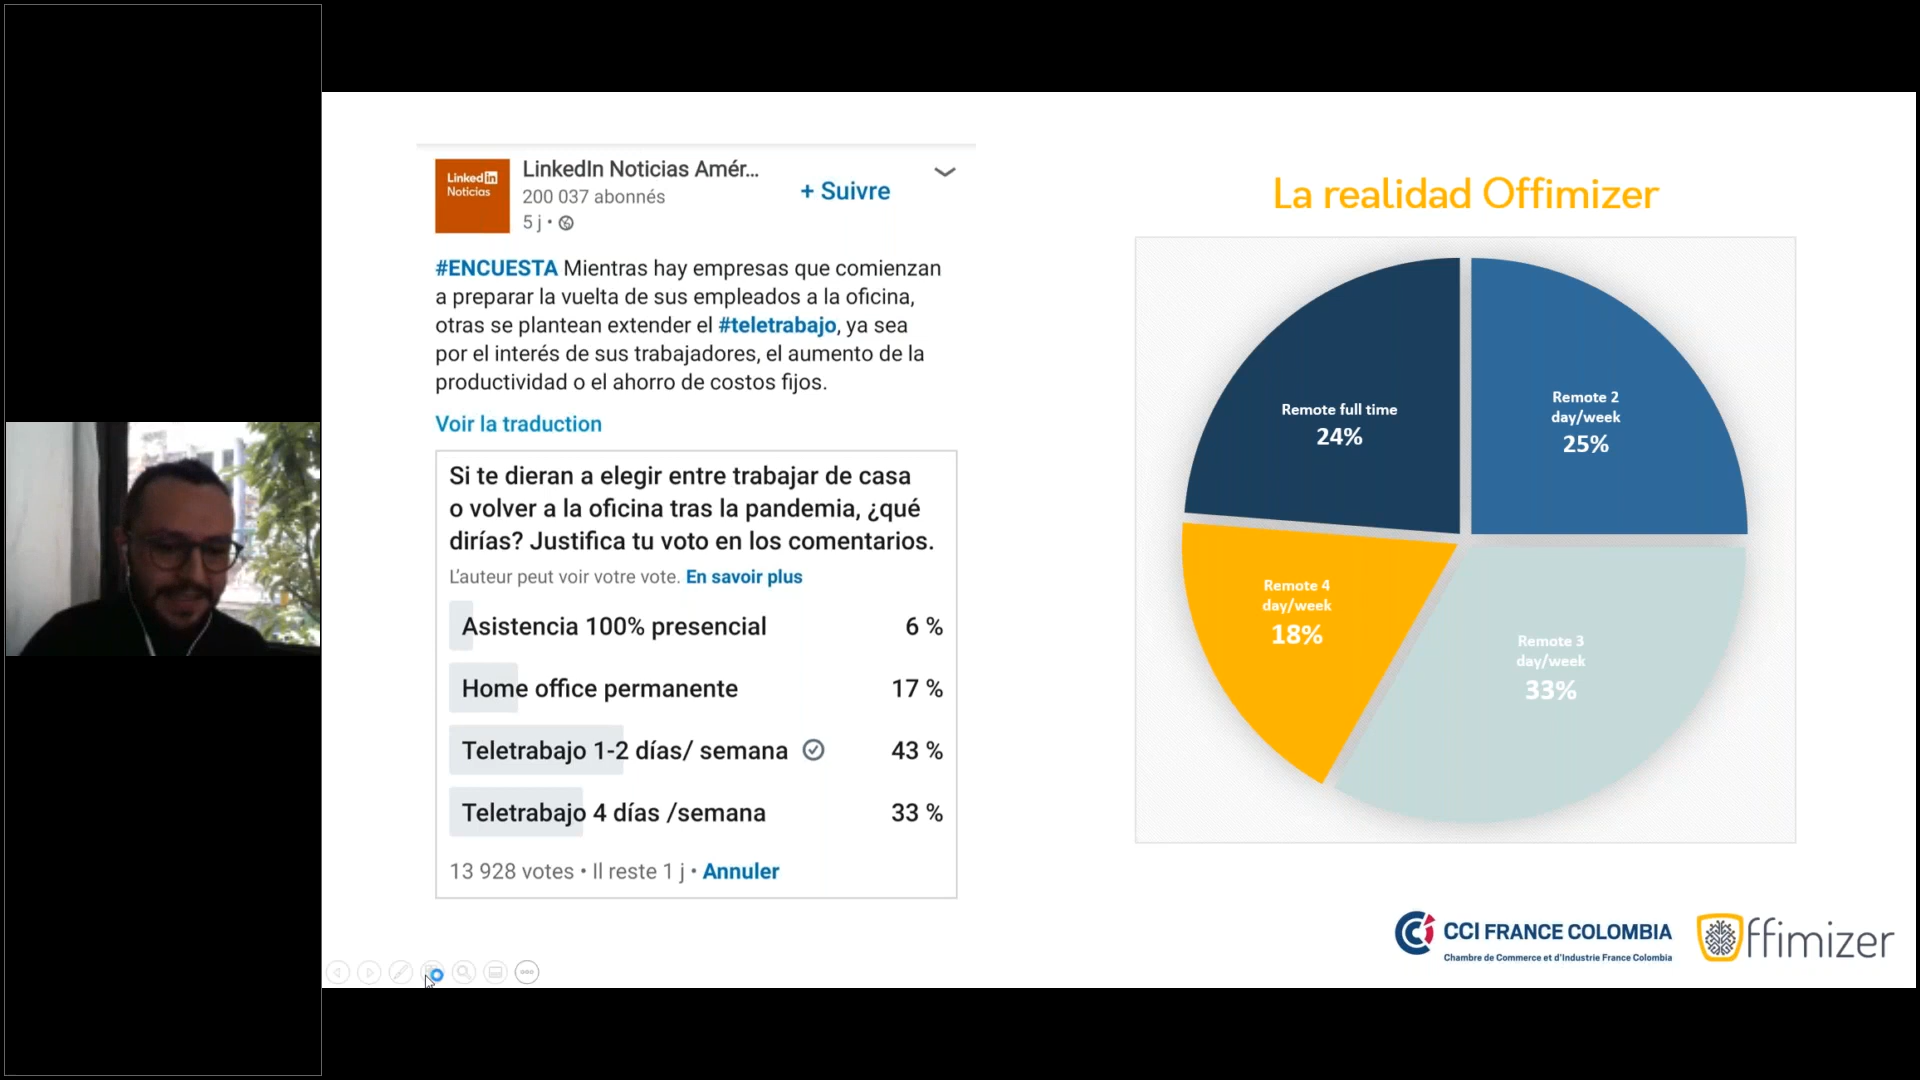 Linked in
Noticias
LinkedIn Noticias Amér...
200 037 abonnés
5 j •
+ Suivre
#ENCUESTA Mientras hay empresas que comienzan
a preparar la vuelta de sus empleados a la oficina,
otras se plantean extender el #teletrabajo, ya sea
por el interés de sus trabajadores, el aumento de la
productividad o el ahorro de costos fijos.
Voir la traduction
Si te dieran a elegir entre trabajar de casa
o volver a la oficina tras la pandemia, ¿qué
dirías? Justifica tu voto en los comentarios.
L'auteur peut voir votre vote. En savoir plus
Asistencia 100% presencial 6 %
Home office permanente 17 %
Teletrabajo 1-2 días/ semana 43 %
Teletrabajo 4 días /semana 33 %
13 928 votes • Il reste 1 j • Annuler
La realidad Offimizer
Remote full time
24%
Remote 2
day/week
25%
Remote 4
day/week
18%
Remote 3
day/week
33%
CCI FRANCE COLOMBIA
Chambre de Commerce et d'Industrie France Colombia
Offimizer